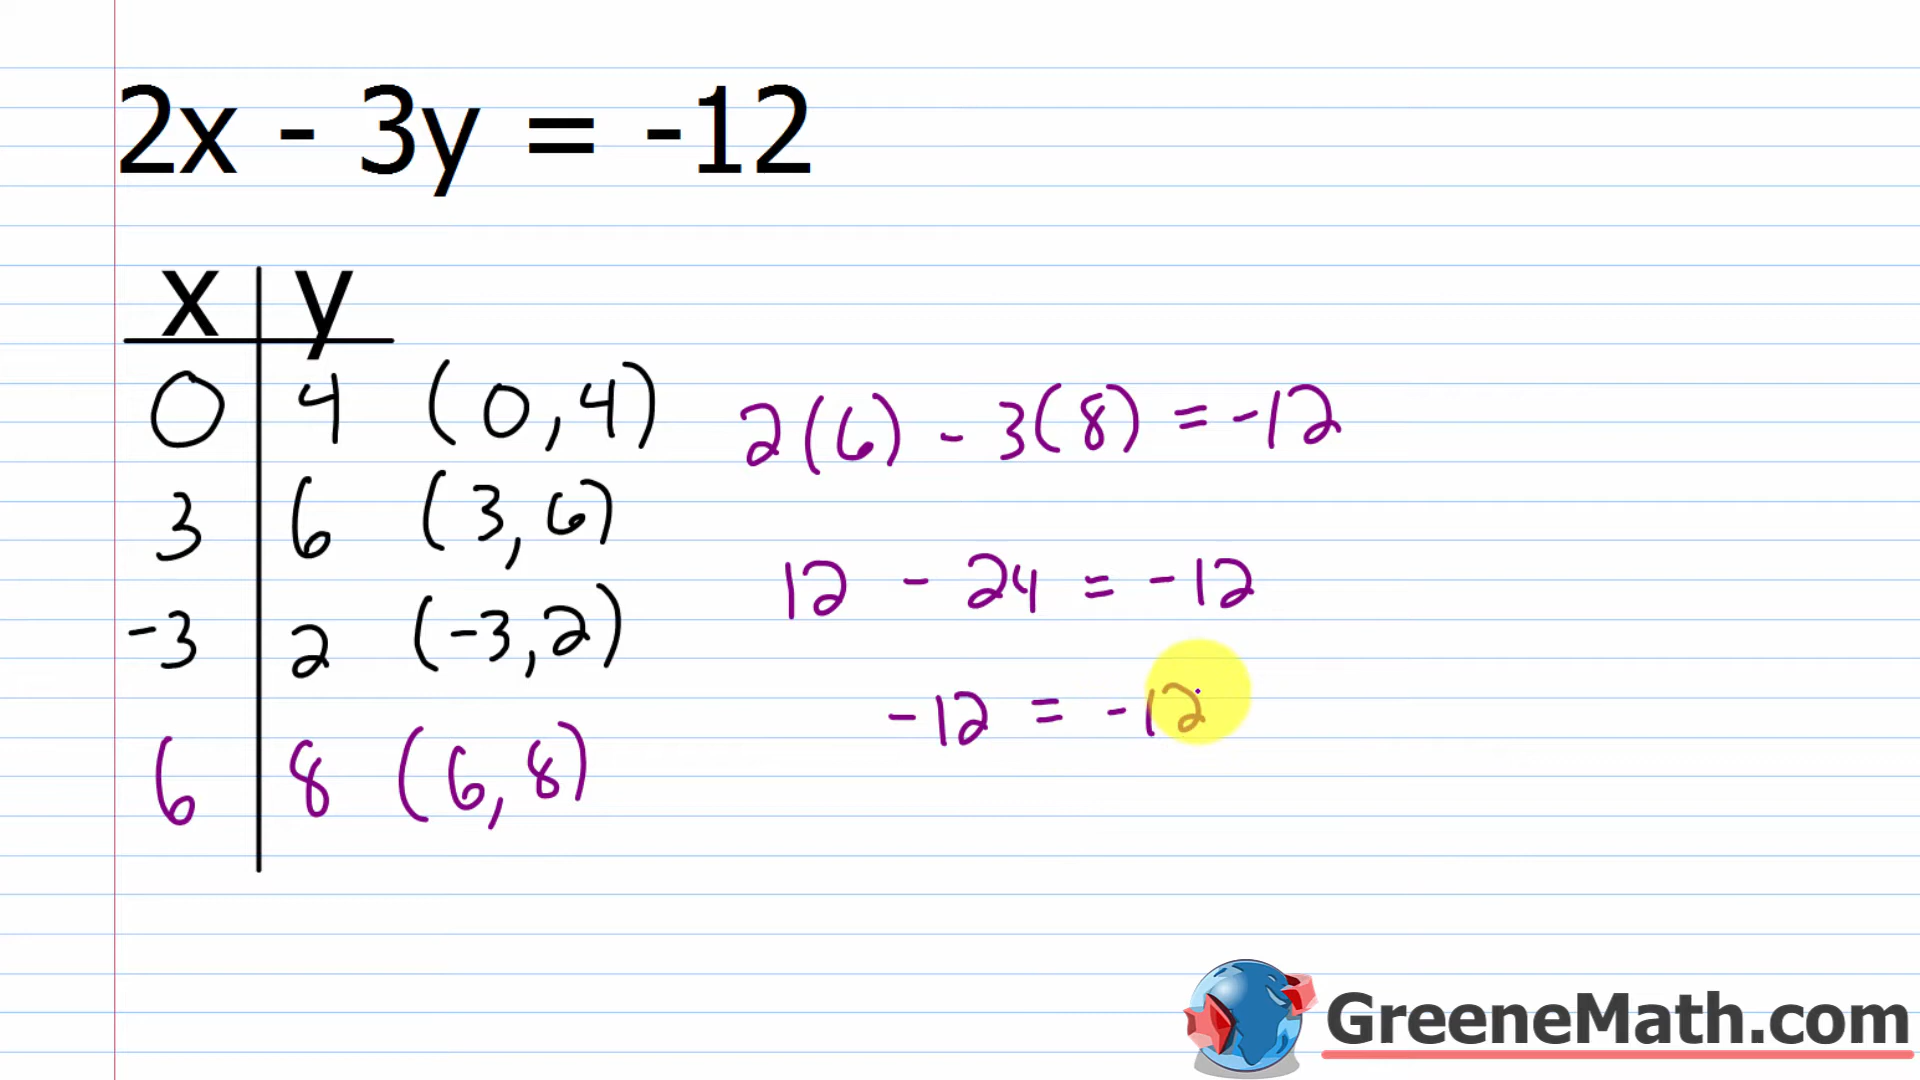 2x - 3y = -12
x y
0 4 (0,4) 2(6) - 3(8) = -12
3 6 (3,6)
12 - 24 = -12
-3 2 (-3,2)
-12 = -12
6 8 (6,8)
GreeneMath.com